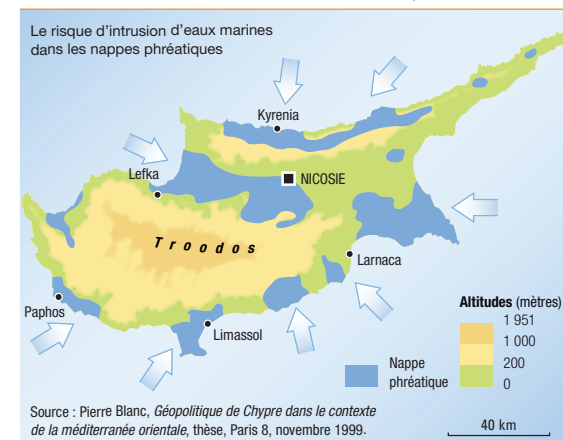 Le risque d'intrusion d'eaux marines
dans les nappes phréatiques
Kyrenia
Lefka
NICOSIE
Troodos
Larnaca
Paphos
Limassol
Altitudes (mètres)
1 951
1 000
200
0
Nappe
phréatique
Source : Pierre Blanc, Géopolitique de Chypre dans le contexte
de la méditerranée orientale, thèse, Paris 8, novembre 1999.
40 km